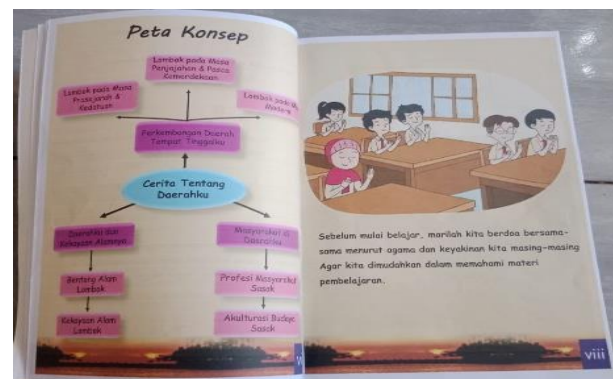 Peta Konsep
Lombok pada Masa
Penjajahan & Pasca
Kemerdekaan
Lombok pada Masa
Prasejarah &
Kedatuan
Lombok pada
Perkembangan Daerah
Tempat Tinggalku
Cerita Tentang
Daerahku
Daerahku dan
Kekayaan Alamnya
Masyarakat di
Daerahku
Bentang Alam
Lombok
Profesi Masyarakat
Sasak
Kekayaan Alam
Lombok
Akulturasi Budaya
Sasak
Sebelum mulai belajar, marilah kita berdoa bersama-
sama menurut agama dan keyakinan kita masing-masing
Agar kita dimudahkan dalam memahami materi
pembelajaran.
viii